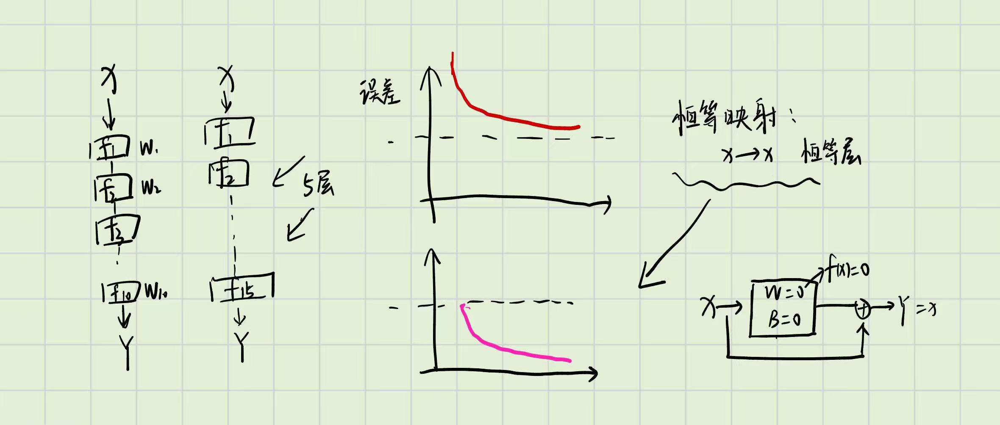 X
f1 W1
f2 W2
f3
f10 W10
Y
X
f1
f2
f15
Y
5层
误差
恒等映射:
x→x 恒等层
f(x)=0
X → W=0 → ⊕ → Y=x
B=0